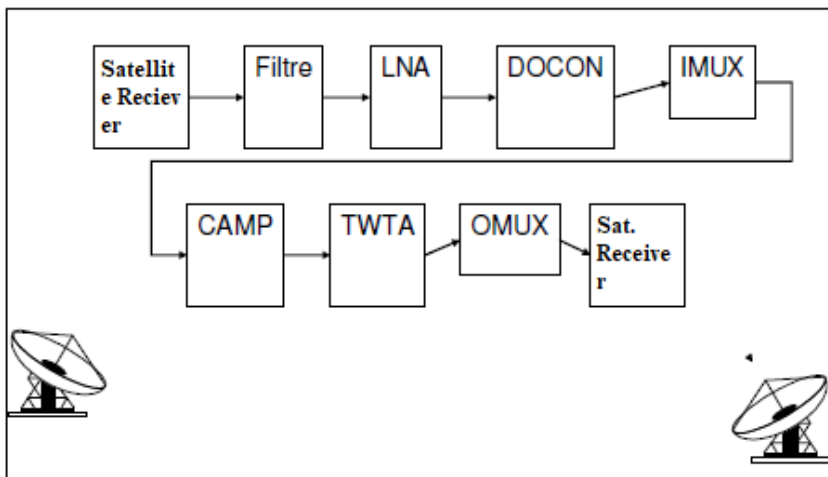 Satellit
e Reciev
er
Filtre
LNA
DOCON
IMUX
CAMP
TWTA
OMUX
Sat.
Receive
r